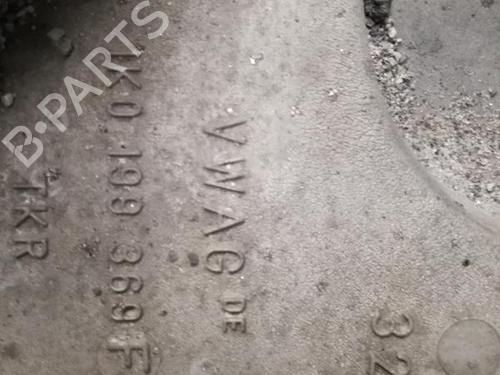 B-PARTS
VWAG DE
1K0 199 369 F
TKR
32